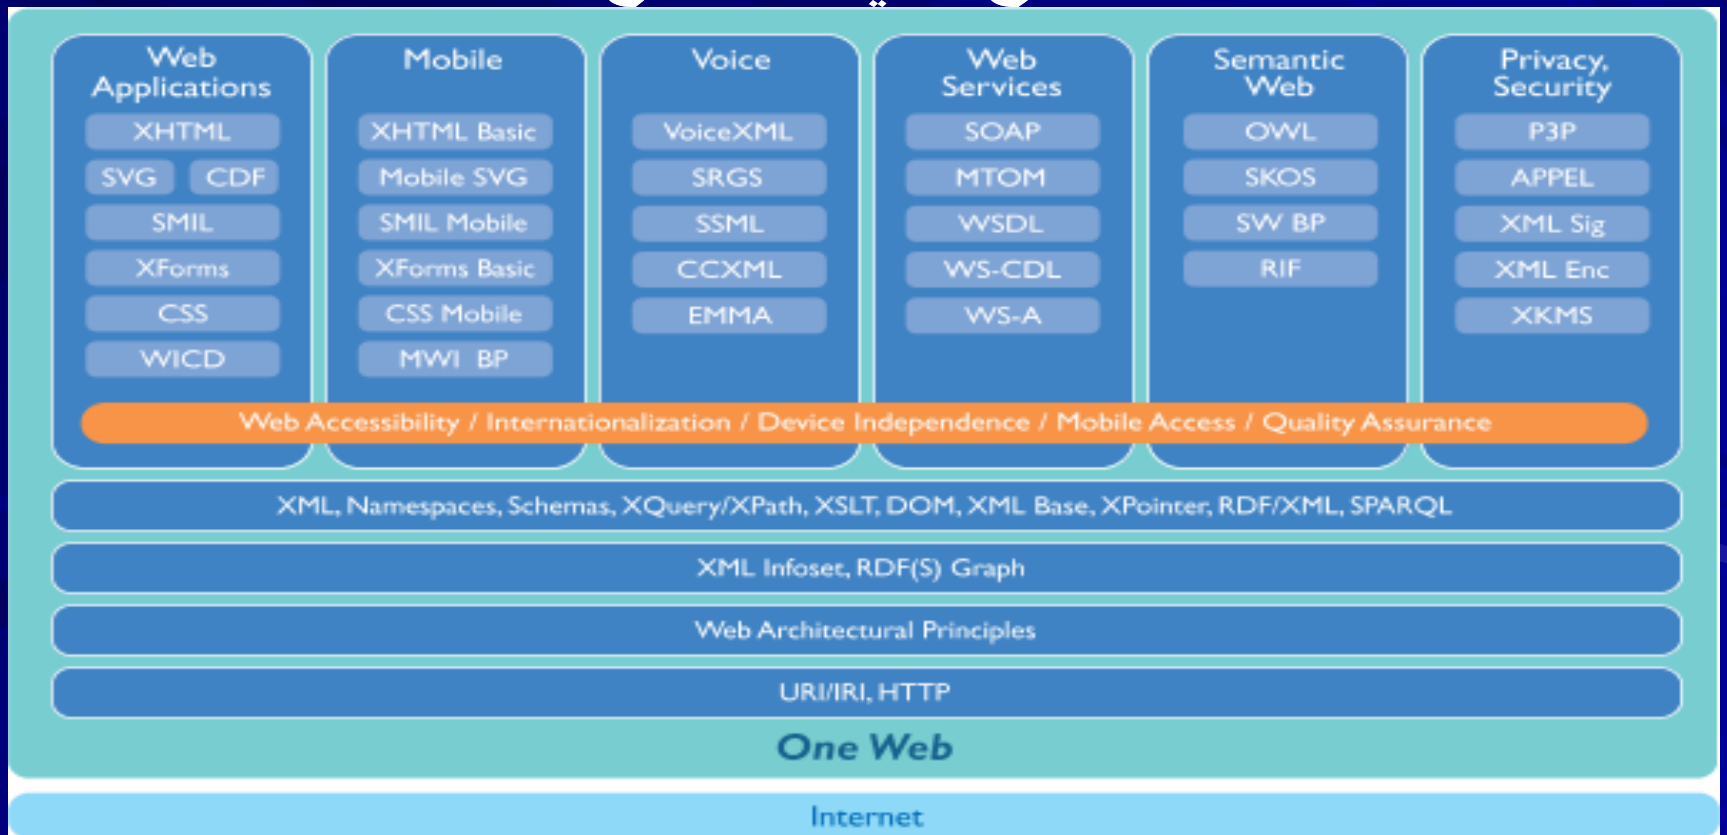 Web
Applications
XHTML
SVG CDF
SMIL
XForms
CSS
WICD
Mobile
XHTML Basic
Mobile SVG
SMIL Mobile
XForms Basic
CSS Mobile
MWI BP
Voice
VoiceXML
SRGS
SSML
CCXML
EMMA
Web
Services
SOAP
MTOM
WSDL
WS-CDL
WS-A
Semantic
Web
OWL
SKOS
SW BP
RIF
Privacy,
Security
P3P
APPEL
XML Sig
XML Enc
XKMS
Web Accessibility / Internationalization / Device Independence / Mobile Access / Quality Assurance
XML, Namespaces, Schemas, XQuery/XPath, XSLT, DOM, XML Base, XPointer, RDF/XML, SPARQL
XML Infoset, RDF(S) Graph
Web Architectural Principles
URI/IRI, HTTP
One Web
Internet